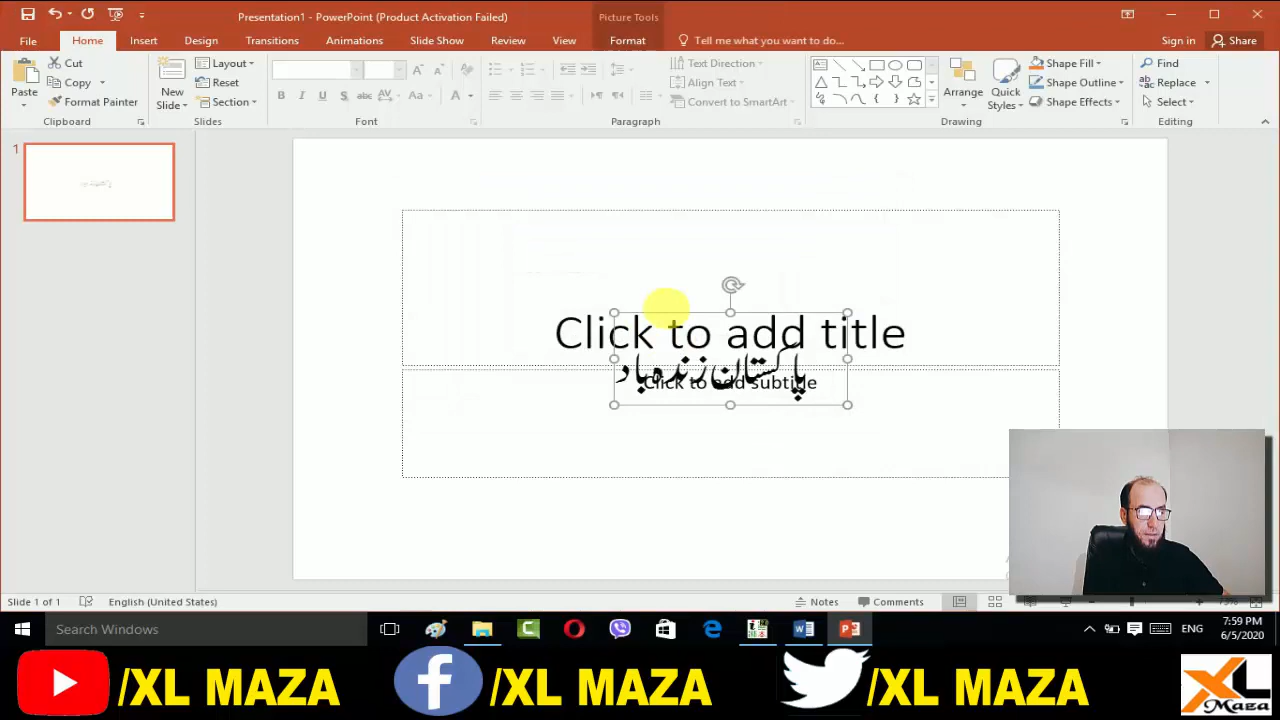 Presentation1 - PowerPoint (Product Activation Failed)
Picture Tools
File
Home
Insert
Design
Transitions
Animations
Slide Show
Review
View
Format
Tell me what you want to do...
Sign in
Share
Paste
Cut
Copy
Format Painter
Clipboard
New
Slide
Layout
Reset
Section
Slides
B I U S abc AV Aa A
Font
Text Direction
Align Text
Convert to SmartArt
Paragraph
Arrange
Quick
Styles
Shape Fill
Shape Outline
Shape Effects
Drawing
Find
Replace
Select
Editing
1
Click to add title
پاکستان زندہ باد
Click to add subtitle
Slide 1 of 1
English (United States)
Notes
Comments
Search Windows
ENG
7:59 PM
6/5/2020
/XL MAZA
/XL MAZA
/XL MAZA
XL
Maza